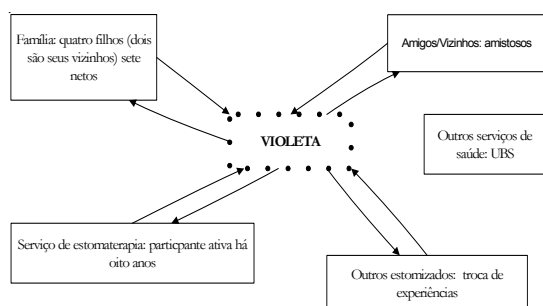 Família: quatro filhos (dois
são seus vizinhos) sete
netos
Amigos/Vizinhos: amistosos
VIOLETA
Outros serviços de
saúde: UBS
Serviço de estomaterapia: particpante ativa há
oito anos
Outros estomizados: troca de
experiências